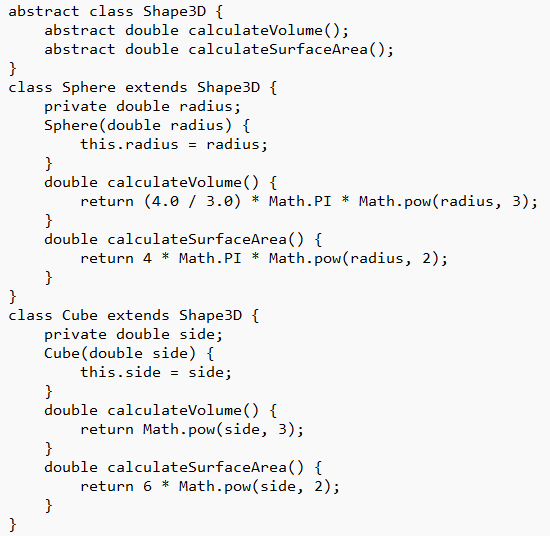 abstract class Shape3D {
    abstract double calculateVolume();
    abstract double calculateSurfaceArea();
}
class Sphere extends Shape3D {
    private double radius;
    Sphere(double radius) {
        this.radius = radius;
    }
    double calculateVolume() {
        return (4.0 / 3.0) * Math.PI * Math.pow(radius, 3);
    }
    double calculateSurfaceArea() {
        return 4 * Math.PI * Math.pow(radius, 2);
    }
}
class Cube extends Shape3D {
    private double side;
    Cube(double side) {
        this.side = side;
    }
    double calculateVolume() {
        return Math.pow(side, 3);
    }
    double calculateSurfaceArea() {
        return 6 * Math.pow(side, 2);
    }
}